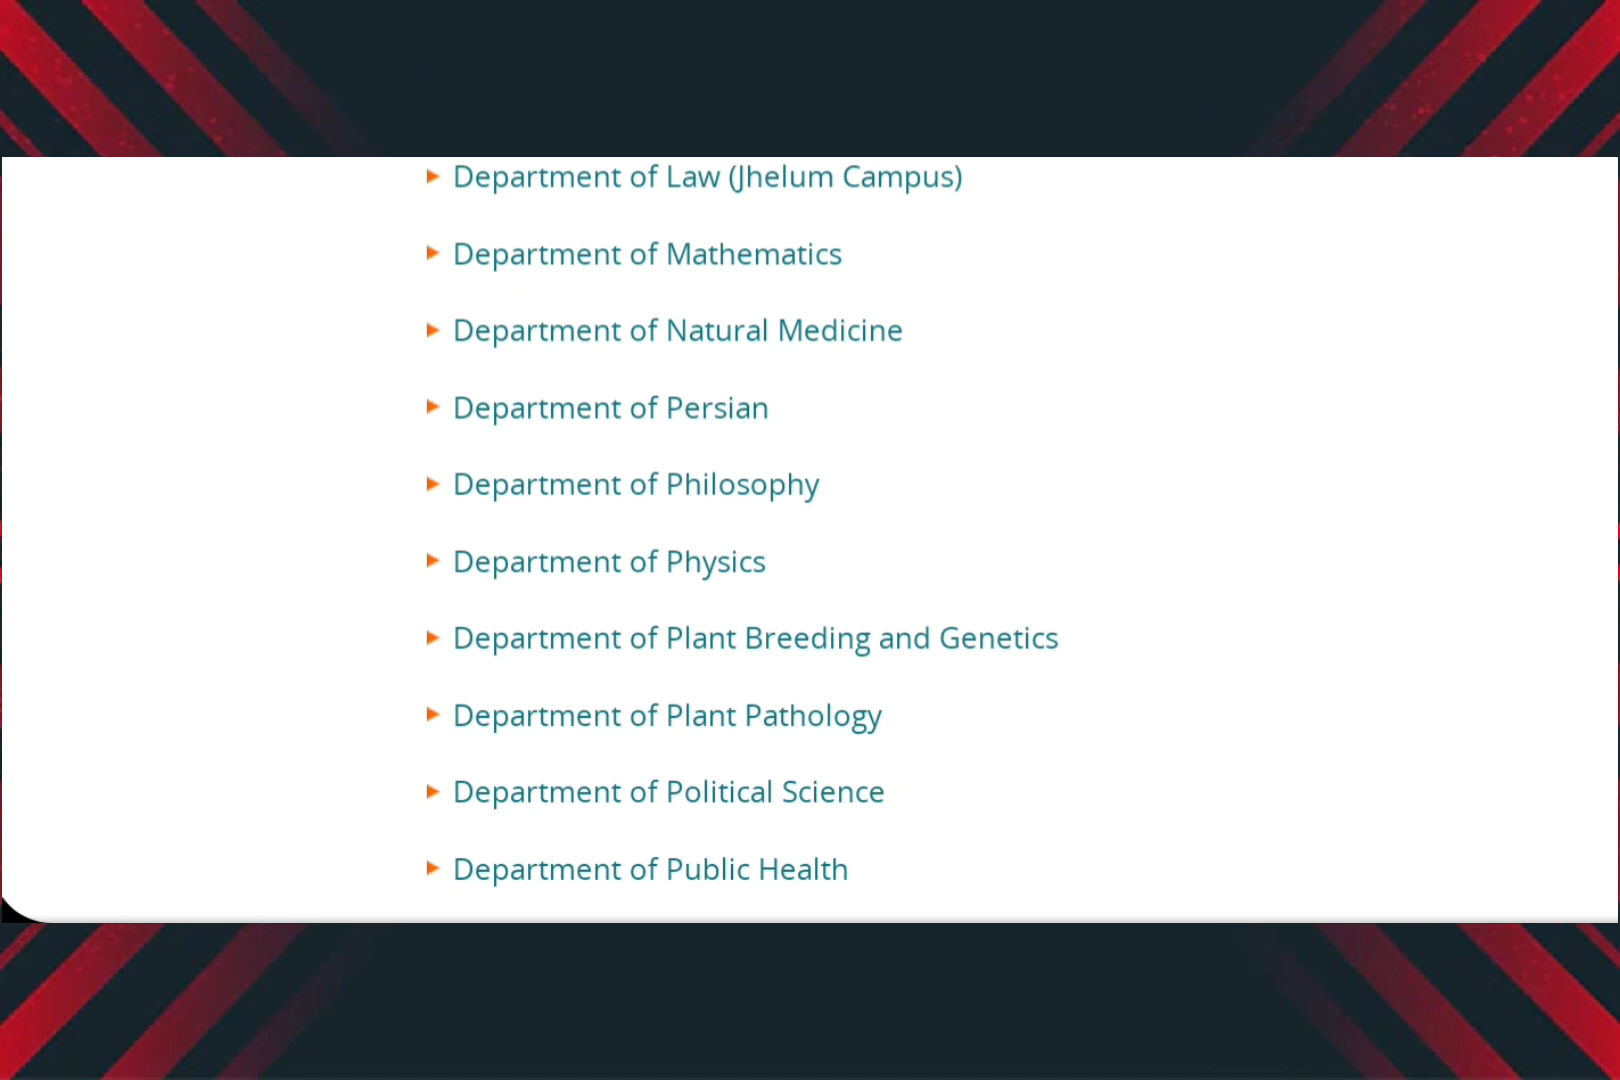 Department of Law (Jhelum Campus)
Department of Mathematics
Department of Natural Medicine
Department of Persian
Department of Philosophy
Department of Physics
Department of Plant Breeding and Genetics
Department of Plant Pathology
Department of Political Science
Department of Public Health